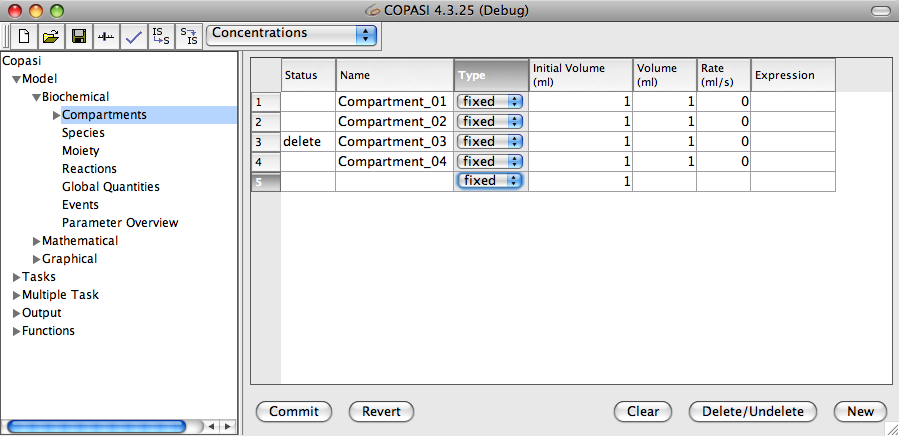 COPASI 4.3.25 (Debug)
IS S S IS Concentrations
Copasi
Model
Biochemical
Compartments
Species
Moiety
Reactions
Global Quantities
Events
Parameter Overview
Mathematical
Graphical
Tasks
Multiple Task
Output
Functions
Status Name Type Initial Volume (ml) Volume (ml) Rate (ml/s) Expression
1 Compartment_01 fixed 1 1 0
2 Compartment_02 fixed 1 1 0
3 delete Compartment_03 fixed 1 1 0
4 Compartment_04 fixed 1 1 0
5 fixed 1
Commit Revert Clear Delete/Undelete New